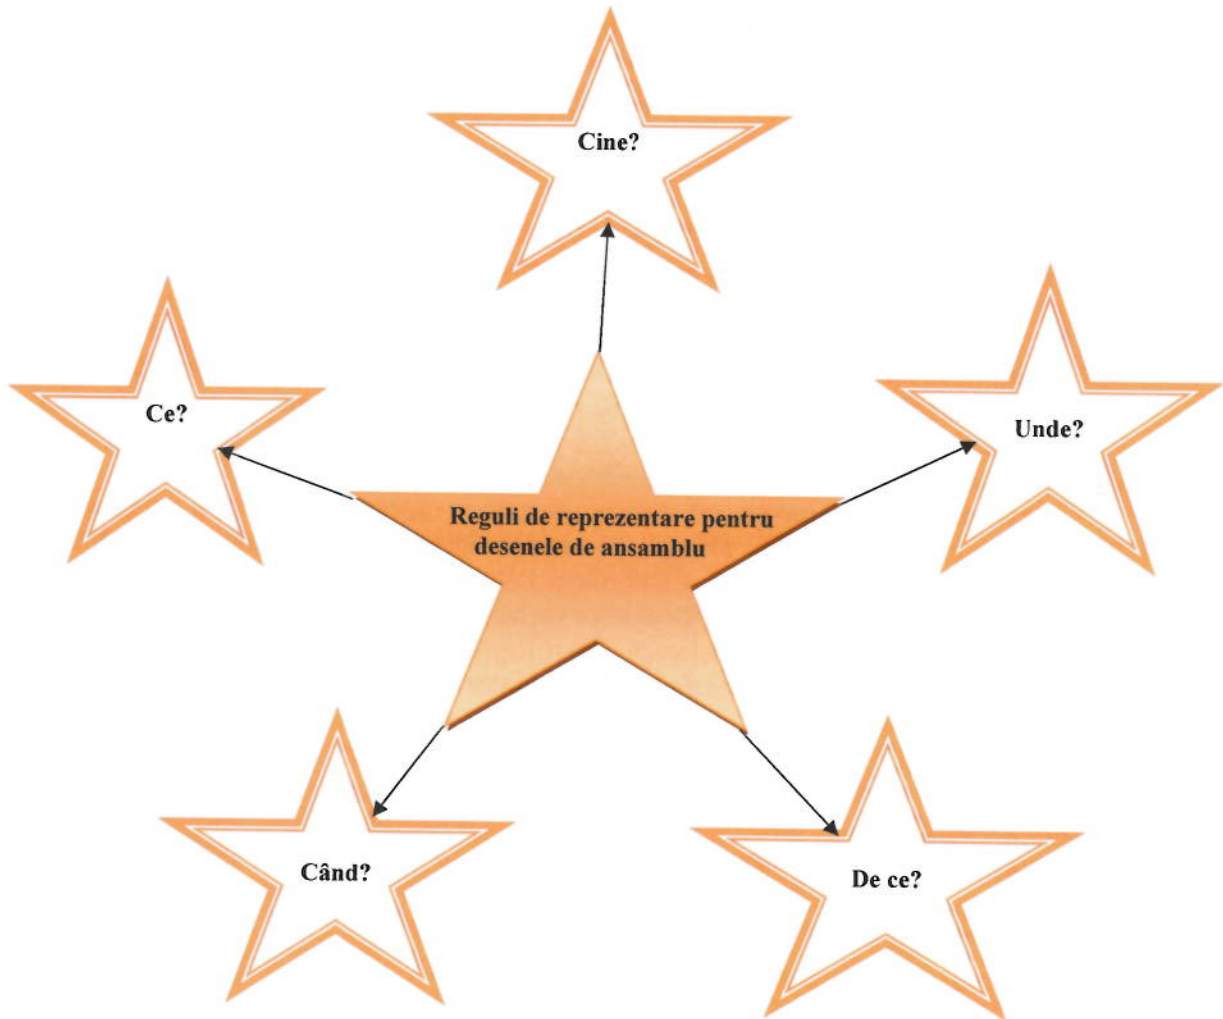 Cine?
Ce?
Unde?
Reguli de reprezentare pentru
desenele de ansamblu
Când?
De ce?